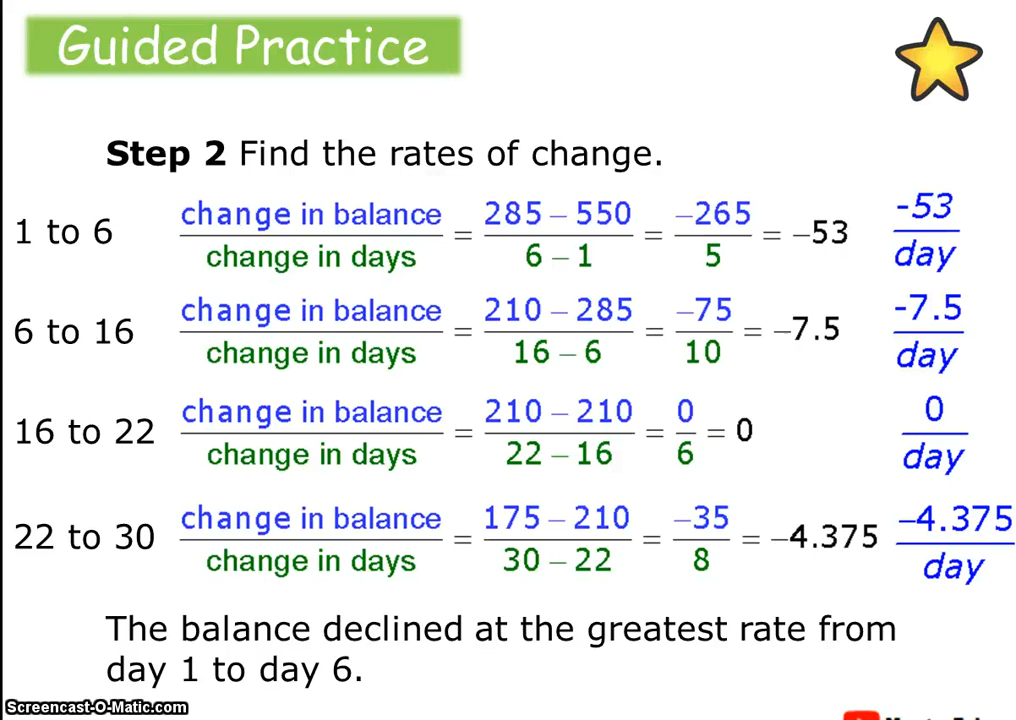 Guided Practice
Step 2 Find the rates of change.
1 to 6 change in balance / change in days = 285 – 550 / 6 – 1 = –265 / 5 = –53 -53 / day
6 to 16 change in balance / change in days = 210 – 285 / 16 – 6 = –75 / 10 = –7.5 -7.5 / day
16 to 22 change in balance / change in days = 210 – 210 / 22 – 16 = 0 / 6 = 0 0 / day
22 to 30 change in balance / change in days = 175 – 210 / 30 – 22 = –35 / 8 = –4.375 –4.375 / day
The balance declined at the greatest rate from
day 1 to day 6.
Screencast-O-Matic.com